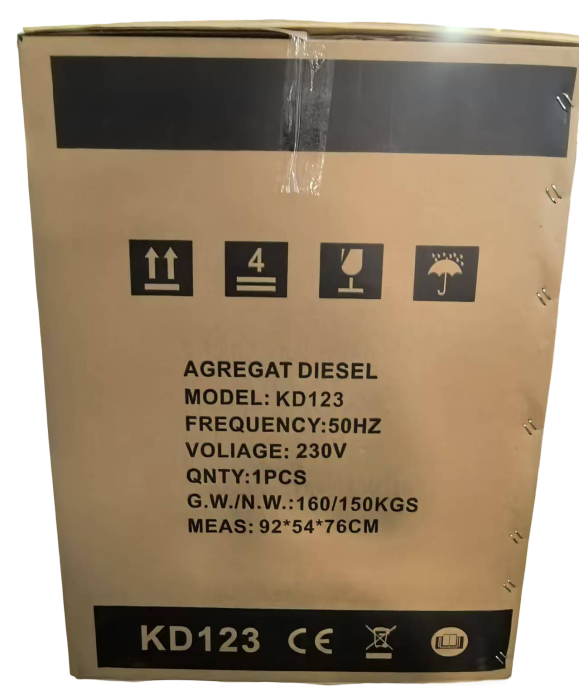 4
AGREGAT DIESEL
MODEL: KD123
FREQUENCY:50HZ
VOLIAGE: 230V
QNTY:1PCS
G.W./N.W.:160/150KGS
MEAS: 92*54*76CM
KD123 CE